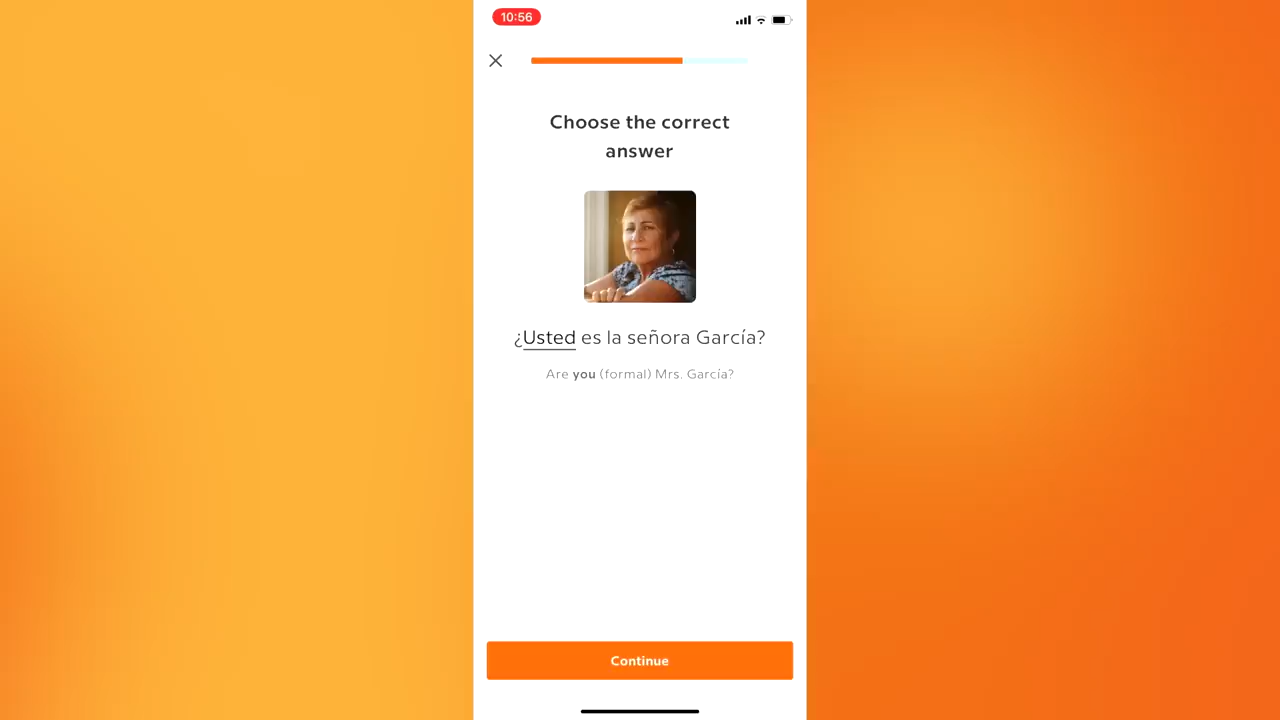 10:56
Choose the correct
answer
¿Usted es la señora García?
Are you (formal) Mrs. García?
Continue